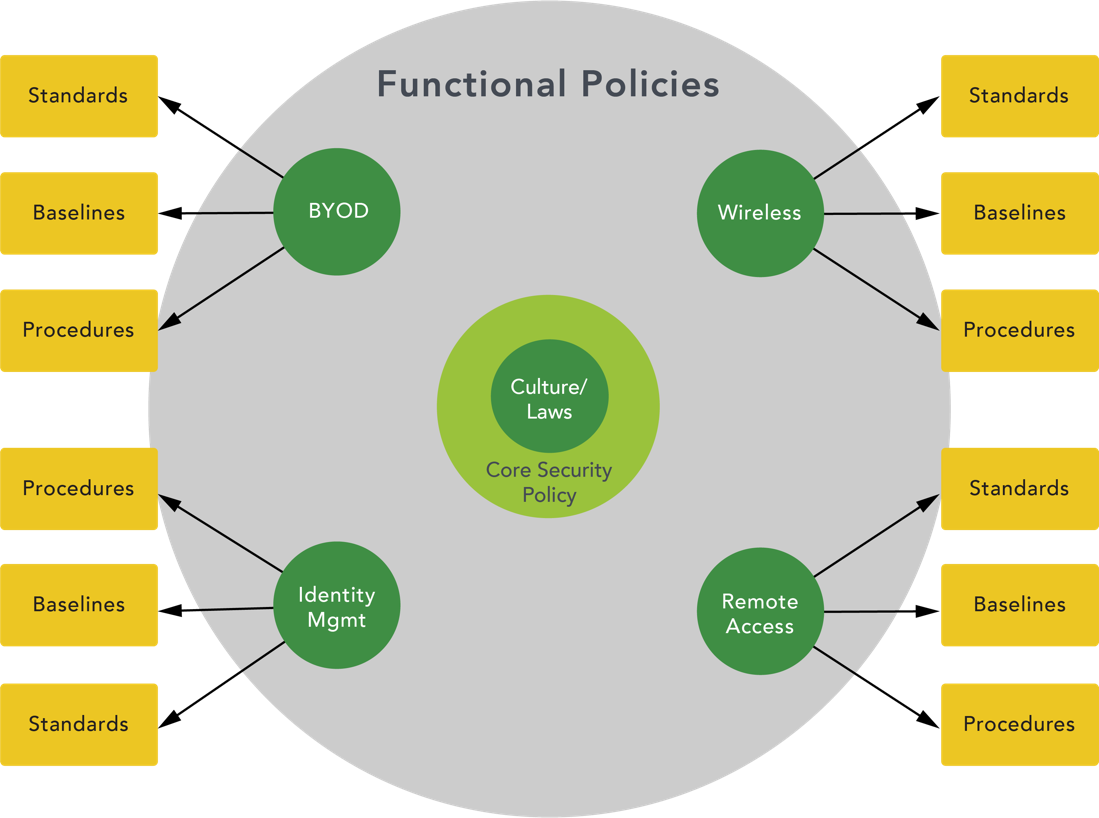 Functional Policies
Standards
Baselines
Procedures
BYOD
Wireless
Standards
Baselines
Procedures
Culture/
Laws
Core Security
Policy
Procedures
Baselines
Standards
Identity
Mgmt
Remote
Access
Standards
Baselines
Procedures